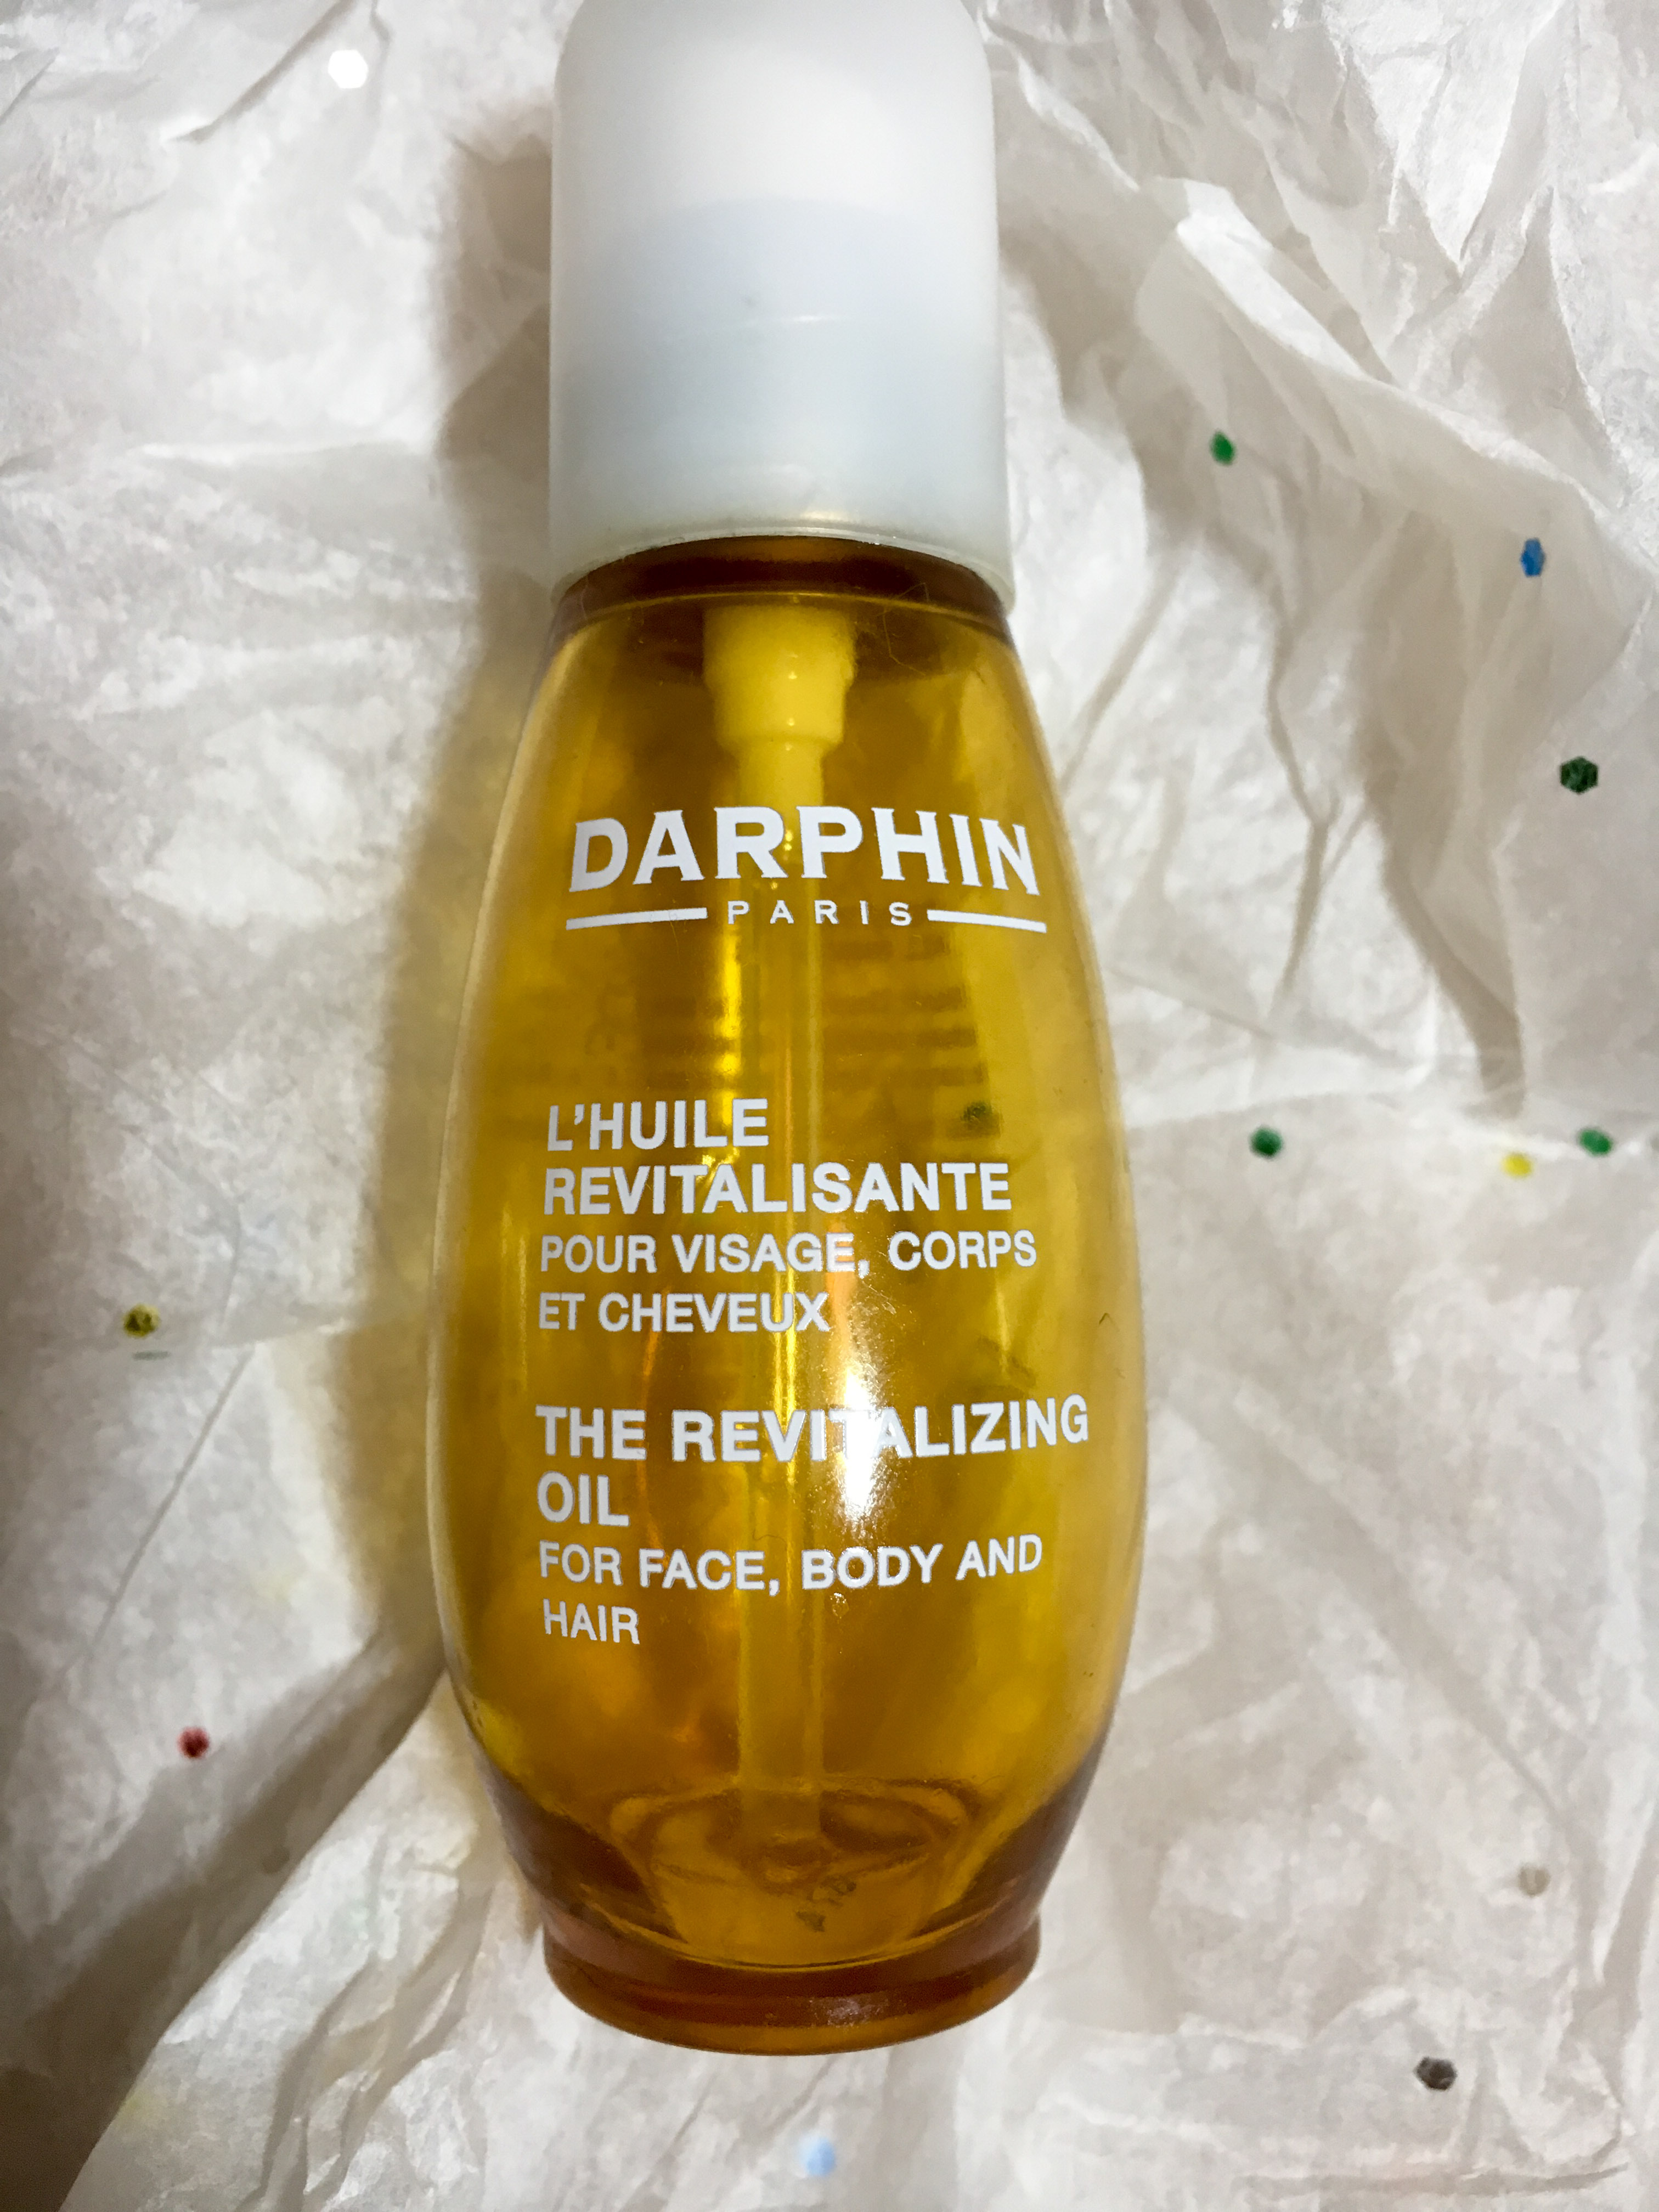 DARPHIN
PARIS
L'HUILE
REVITALISANTE
POUR VISAGE, CORPS
ET CHEVEUX
THE REVITALIZING
OIL
FOR FACE, BODY AND
HAIR